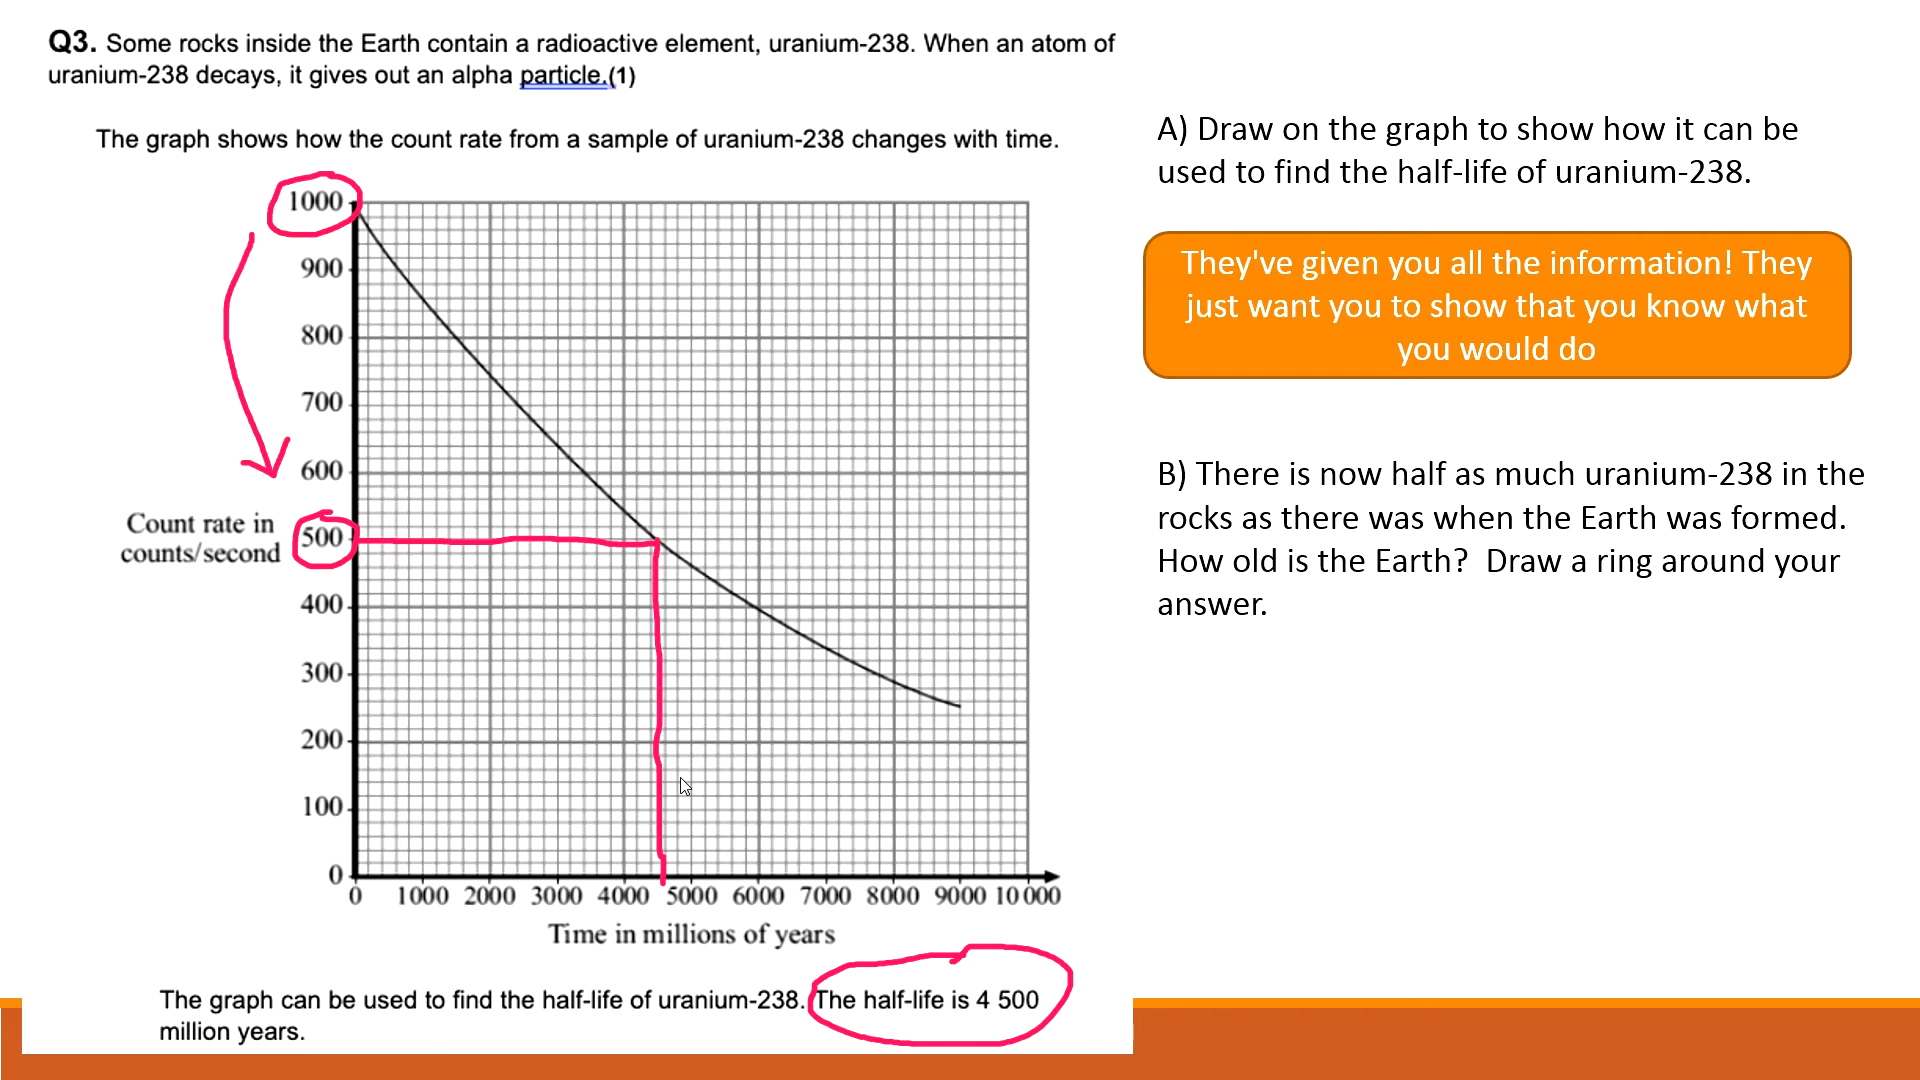 Q3. Some rocks inside the Earth contain a radioactive element, uranium-238. When an atom of
uranium-238 decays, it gives out an alpha particle.(1)
The graph shows how the count rate from a sample of uranium-238 changes with time.
1000
900
800
700
600
500
400
300
200
100
0
Count rate in
counts/second
0 1000 2000 3000 4000 5000 6000 7000 8000 9000 10 000
Time in millions of years
The graph can be used to find the half-life of uranium-238. The half-life is 4 500
million years.
A) Draw on the graph to show how it can be
used to find the half-life of uranium-238.
They've given you all the information! They
just want you to show that you know what
you would do
B) There is now half as much uranium-238 in the
rocks as there was when the Earth was formed.
How old is the Earth?  Draw a ring around your
answer.